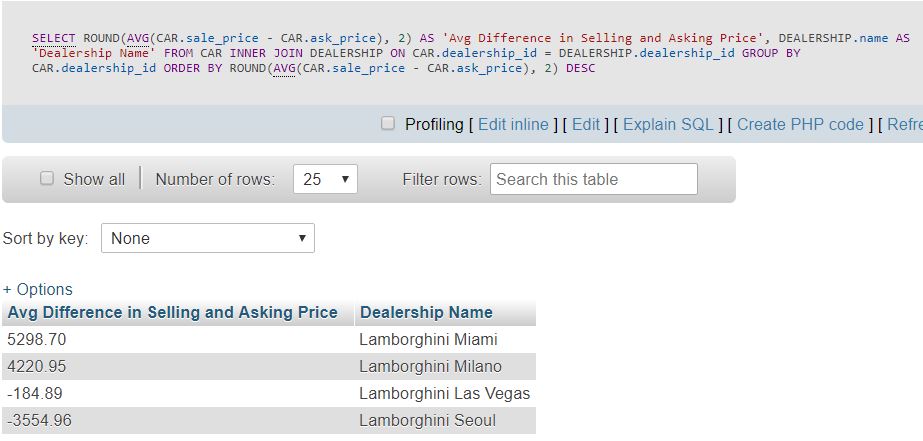 SELECT ROUND(AVG(CAR.sale_price - CAR.ask_price), 2) AS 'Avg Difference in Selling and Asking Price', DEALERSHIP.name AS
'Dealership Name' FROM CAR INNER JOIN DEALERSHIP ON CAR.dealership_id = DEALERSHIP.dealership_id GROUP BY
CAR.dealership_id ORDER BY ROUND(AVG(CAR.sale_price - CAR.ask_price), 2) DESC
Profiling [ Edit inline ] [ Edit ] [ Explain SQL ] [ Create PHP code ] [ Refre
Show all Number of rows: 25 Filter rows: Search this table
Sort by key: None
+ Options
Avg Difference in Selling and Asking Price Dealership Name
5298.70 Lamborghini Miami
4220.95 Lamborghini Milano
-184.89 Lamborghini Las Vegas
-3554.96 Lamborghini Seoul